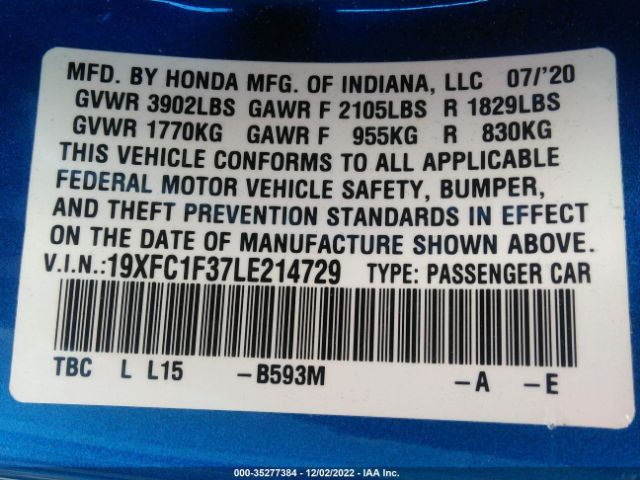 MFD. BY HONDA MFG. OF INDIANA, LLC 07/'20
GVWR 3902LBS GAWR F 2105LBS R 1829LBS
GVWR 1770KG GAWR F 955KG R 830KG
THIS VEHICLE CONFORMS TO ALL APPLICABLE
FEDERAL MOTOR VEHICLE SAFETY, BUMPER,
AND THEFT PREVENTION STANDARDS IN EFFECT
ON THE DATE OF MANUFACTURE SHOWN ABOVE.
V.I.N.:19XFC1F37LE214729 TYPE: PASSENGER CAR
TBC L L15 -B593M -A -E
000-35277384 - 12/02/2022 - IAA Inc.